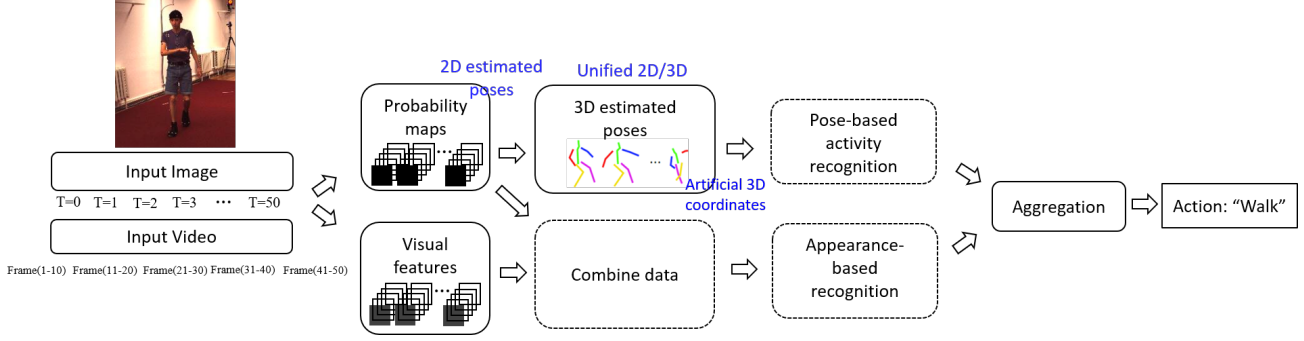 Input Image
T=0 T=1 T=2 T=3 ... T=50
Input Video
Frame(1-10) Frame(11-20) Frame(21-30) Frame(31-40) Frame(41-50)
2D estimated
poses
Probability
maps
...
Visual
features
...
Unified 2D/3D
3D estimated
poses
...
Artificial 3D
coordinates
Combine data
Pose-based
activity
recognition
Appearance-
based
recognition
Aggregation
Action: “Walk”